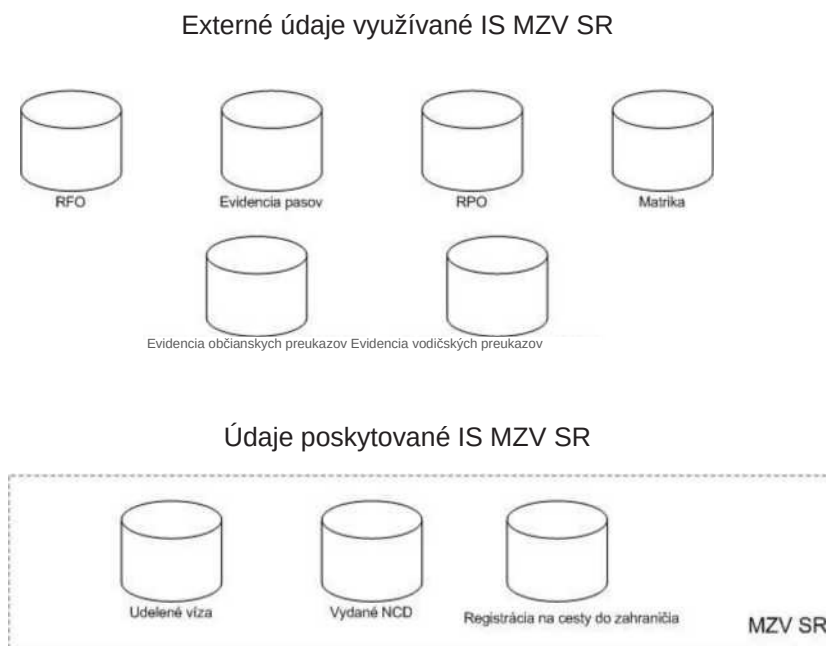 Externé údaje využívané IS MZV SR
RFO Evidencia pasov RPO Matrika
Evidencia občianskych preukazov Evidencia vodičských preukazov
Údaje poskytované IS MZV SR
Udelené víza Vydané NCD Registrácia na cesty do zahraničia
MZV SR